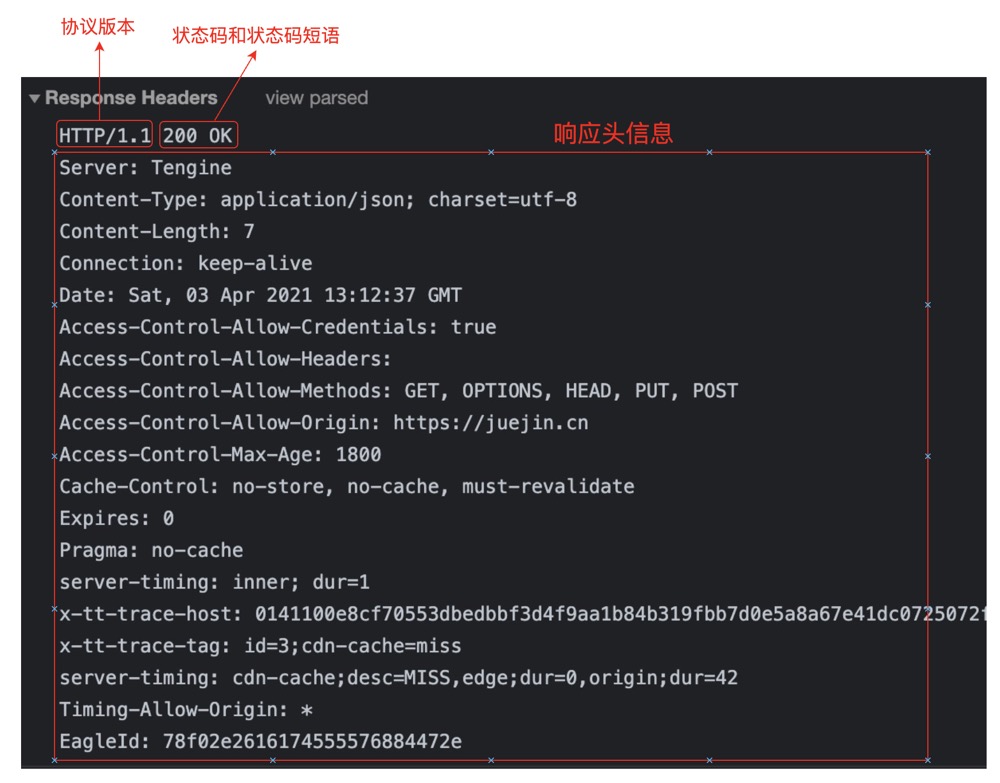 协议版本
状态码和状态码短语
Response Headers view parsed
HTTP/1.1 200 OK
响应头信息
Server: Tengine
Content-Type: application/json; charset=utf-8
Content-Length: 7
Connection: keep-alive
Date: Sat, 03 Apr 2021 13:12:37 GMT
Access-Control-Allow-Credentials: true
Access-Control-Allow-Headers:
Access-Control-Allow-Methods: GET, OPTIONS, HEAD, PUT, POST
Access-Control-Allow-Origin: https://juejin.cn
Access-Control-Max-Age: 1800
Cache-Control: no-store, no-cache, must-revalidate
Expires: 0
Pragma: no-cache
server-timing: inner; dur=1
x-tt-trace-host: 0141100e8cf70553dbedbbf3d4f9aa1b84b319fbb7d0e5a8a67e41dc0725072f
x-tt-trace-tag: id=3;cdn-cache=miss
server-timing: cdn-cache;desc=MISS,edge;dur=0,origin;dur=42
Timing-Allow-Origin: *
EagleId: 78f02e2616174555576884472e